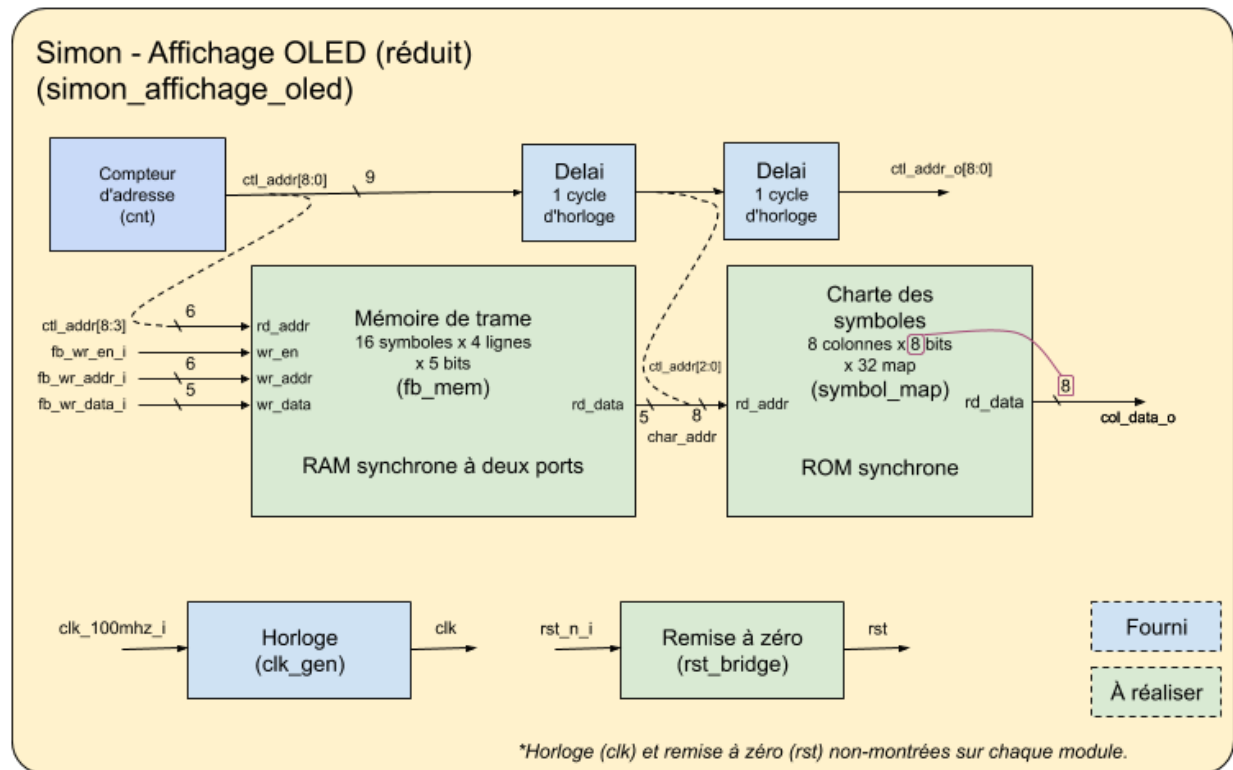 Simon - Affichage OLED (réduit)
(simon_affichage_oled)
Compteur
d'adresse
(cnt)
ctl_addr[8:0]
9
Delai
1 cycle
d'horloge
Delai
1 cycle
d'horloge
ctl_addr_o[8:0]
ctl_addr[8:3]
6
rd_addr
fb_wr_en_i
wr_en
fb_wr_addr_i
6
wr_addr
fb_wr_data_i
5
wr_data
Mémoire de trame
16 symboles x 4 lignes
x 5 bits
(fb_mem)
rd_data
RAM synchrone à deux ports
5
ctl_addr[2:0]
8
char_addr
rd_addr
Charte des
symboles
8 colonnes x 8 bits
x 32 map
(symbol_map)
rd_data
ROM synchrone
8
col_data_o
clk_100mhz_i
Horloge
(clk_gen)
clk
rst_n_i
Remise à zéro
(rst_bridge)
rst
Fourni
À réaliser
*Horloge (clk) et remise à zéro (rst) non-montrées sur chaque module.